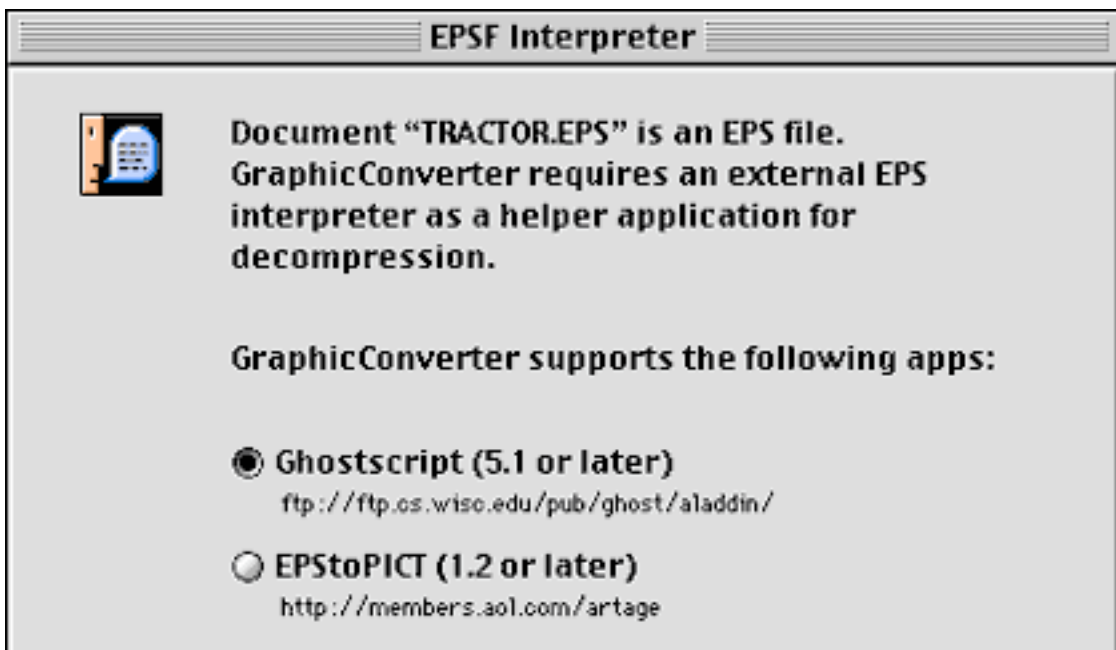 EPSF Interpreter
Document “TRACTOR.EPS” is an EPS file.
GraphicConverter requires an external EPS
interpreter as a helper application for
decompression.
GraphicConverter supports the following apps:
Ghostscript (5.1 or later)
ftp://ftp.cs.wisc.edu/pub/ghost/aladdin/
EPStoPICT (1.2 or later)
http://members.aol.com/artage